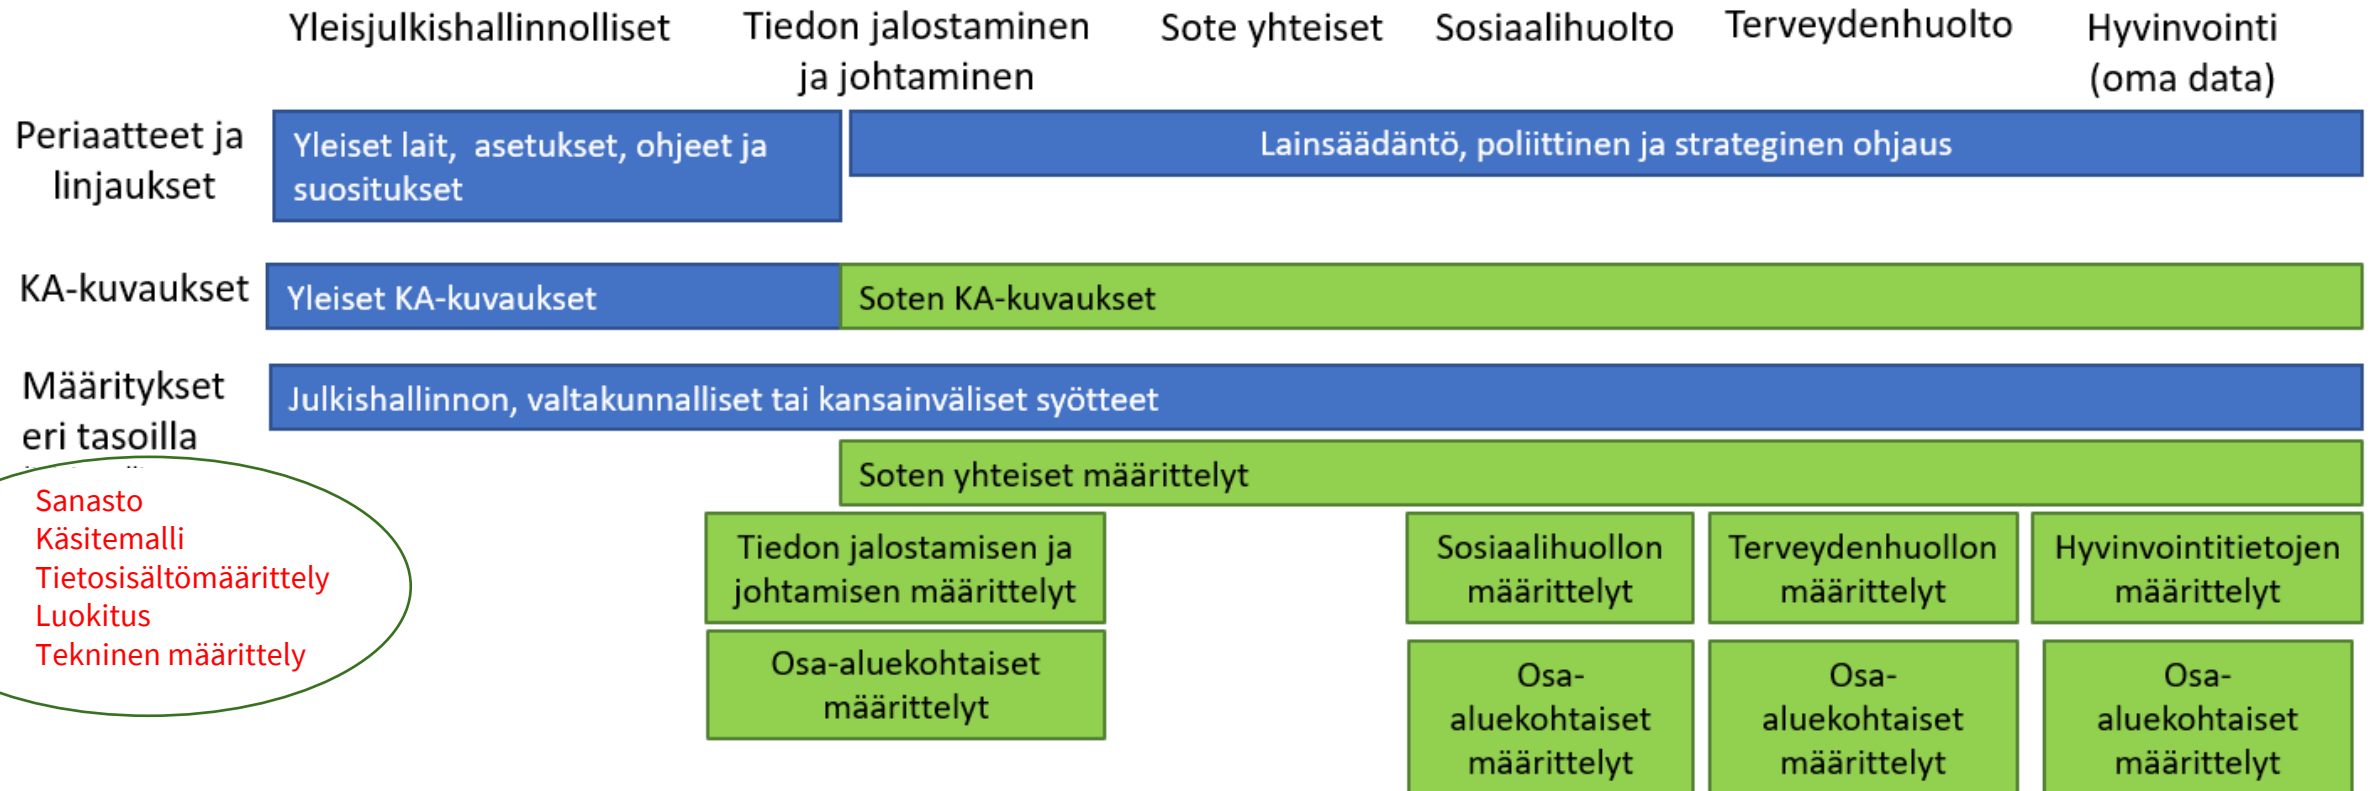 Yleisjulkishallinnolliset
Tiedon jalostaminen
ja johtaminen
Sote yhteiset
Sosiaalihuolto
Terveydenhuolto
Hyvinvointi
(oma data)
Periaatteet ja
linjaukset
Yleiset lait, asetukset, ohjeet ja
suositukset
Lainsäädäntö, poliittinen ja strateginen ohjaus
KA-kuvaukset
Yleiset KA-kuvaukset
Soten KA-kuvaukset
Määritykset
eri tasoilla
Julkishallinnon, valtakunnalliset tai kansainväliset syötteet
Soten yhteiset määrittelyt
Sanasto
Käsitemalli
Tietosisältömäärittely
Luokitus
Tekninen määrittely
Tiedon jalostamisen ja
johtamisen määrittelyt
Sosiaalihuollon
määrittelyt
Terveydenhuollon
määrittelyt
Hyvinvointitietojen
määrittelyt
Osa-aluekohtaiset
määrittelyt
Osa-
aluekohtaiset
määrittelyt
Osa-
aluekohtaiset
määrittelyt
Osa-
aluekohtaiset
määrittelyt